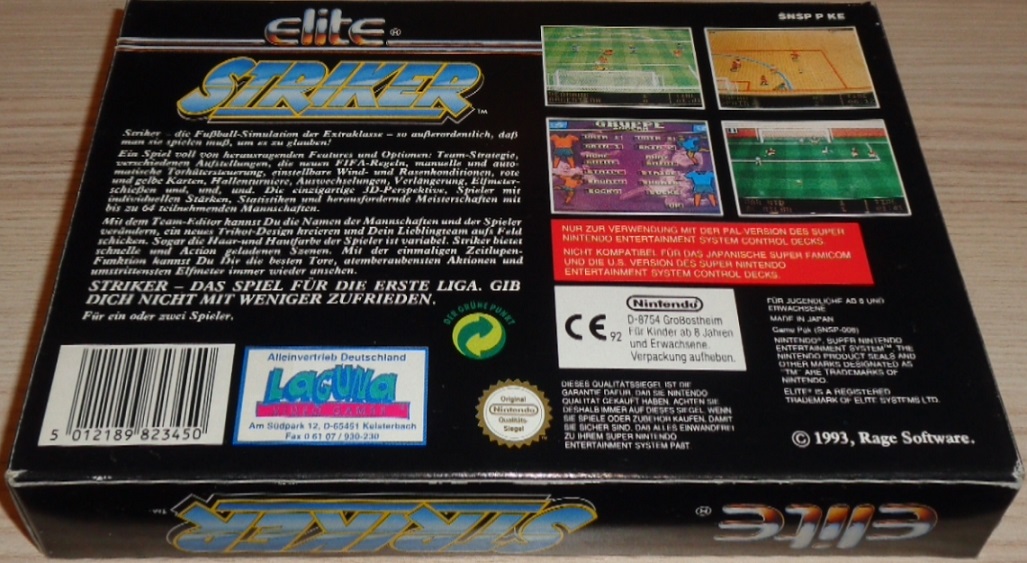 elite®
SNSP P KE
STRIKER™
Striker – die Fußball-Simulation der Extraklasse – so außerordentlich, daß
man sie spielen muß, um es zu glauben!
Ein Spiel voll von herausragenden Features und Optionen: Team-Strategie,
verschiedenen Aufstellungen, die neuen FIFA-Regeln, manuelle und auto-
matische Torhütersteuerung, einstellbare Wind- und Rasenkonditionen, rote
und gelbe Karten, Hallenturniere, Auswechselungen, Verlängerung, Elfmeter-
schießen und, und, und. Die einzigartige 3D-Perspektive, Spieler mit
individuellen Stärken, Statistiken und herausfordernde Meisterschaften mit
bis zu 64 teilnehmenden Mannschaften.
Mit dem Team-Editor kannst Du die Namen der Mannschaften und der Spieler
verändern, ein neues Trikot-Design kreieren und Dein Lieblingsteam aufs Feld
schicken. Sogar die Haar-und Hautfarbe der Spieler ist variabel. Striker bietet
schnelle und Action geladenen Szenen. Mit der einmaligen Zeitlupen-
Funktion kannst Du Dir die besten Tore, atemberaubensten Aktionen und
umstrittensten Elfmeter immer wieder ansehen.
STRIKER – DAS SPIEL FÜR DIE ERSTE LIGA. GIB
DICH NICHT MIT WENIGER ZUFRIEDEN.
Für ein oder zwei Spieler.
GRUPPE
NUR ZUR VERWENDUNG MIT DER PAL VERSION DES SUPER
NINTENDO ENTERTAINMENT SYSTEM CONTROL DECKS.
NICHT KOMPATIBEL FÜR DAS JAPANISCHE SUPER FAMICOM
UND DIE U.S. VERSION DES SUPER NINTENDO
ENTERTAINMENT SYSTEM CONTROL DECKS.
DER GRÜNE PUNKT
CE 92
Nintendo®
D-8754 Großostheim
Für Kinder ab 8 Jahren
und Erwachsene.
Verpackung aufheben.
FÜR JUGENDLICHE AB 8 UND
ERWACHSENE
MADE IN JAPAN
Game Pak (SNSP-006)
NINTENDO®, SUPER NINTENDO
ENTERTAINMENT SYSTEM™, THE
NINTENDO PRODUCT SEALS AND
OTHER MARKS DESIGNATED AS
"TM" ARE TRADEMARKS OF
NINTENDO.
ELITE® IS A REGISTERED
TRADEMARK OF ELITE SYSTEMS LTD.
5 012189 823450
Alleinvertrieb Deutschland
LAGUNA
VIDEO GAMES
Am Südpark 12, D-65451 Kelsterbach
Fax 0 61 07 / 930-230
Original
Nintendo
Qualitäts-
Siegel
DIESES QUALITÄTSSIEGEL IST DIE
GARANTIE DAFÜR, DAß SIE NINTENDO
QUALITÄT GEKAUFT HABEN. ACHTEN SIE
DESHALB IMMER AUF DIESES SIEGEL, WENN
SIE SPIELE ODER ZUBEHÖR KAUFEN, DAMIT
SIE SICHER SIND, DAß ALLES EINWANDFREI
ZU IHREM SUPER NINTENDO
ENTERTAINMENT SYSTEM PAßT.
© 1993, Rage Software.
STRIKER™
elite®